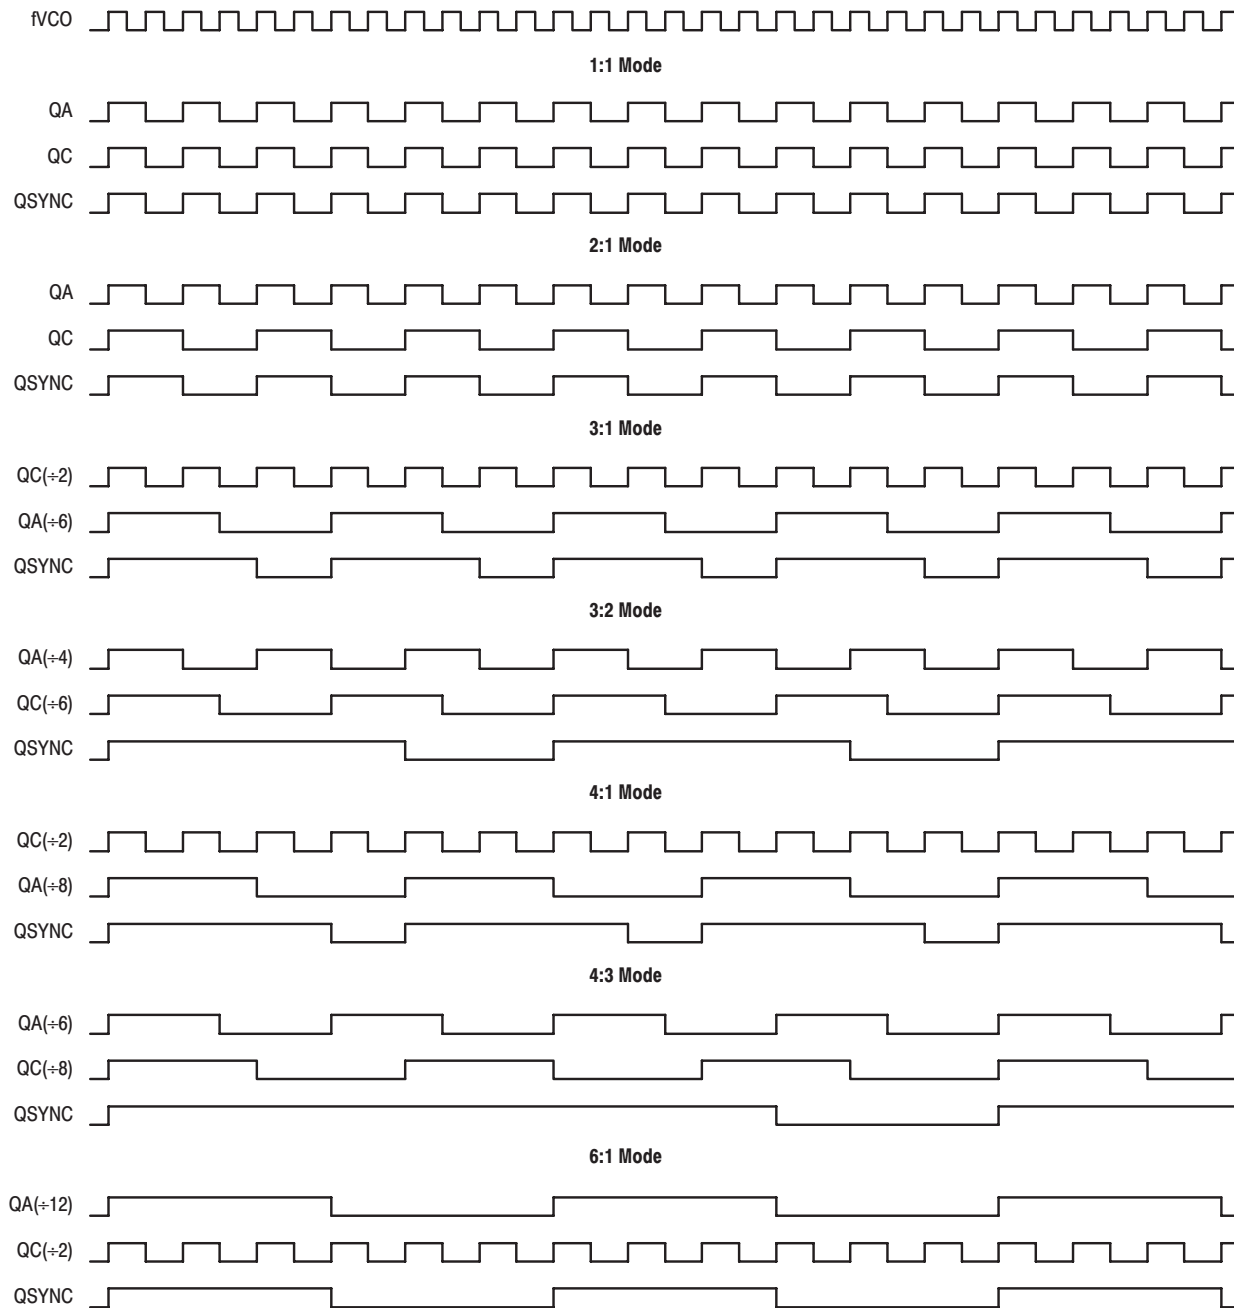 fVCO
1:1 Mode
QA
QC
QSYNC
2:1 Mode
QA
QC
QSYNC
3:1 Mode
QC(÷2)
QA(÷6)
QSYNC
3:2 Mode
QA(÷4)
QC(÷6)
QSYNC
4:1 Mode
QC(÷2)
QA(÷8)
QSYNC
4:3 Mode
QA(÷6)
QC(÷8)
QSYNC
6:1 Mode
QA(÷12)
QC(÷2)
QSYNC